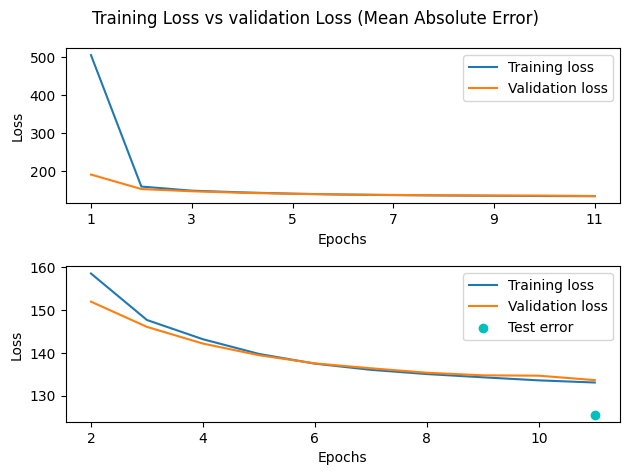 Training Loss vs validation Loss (Mean Absolute Error)
500
400
300
200
Loss
Training loss
Validation loss
1 3 5 7 9 11
Epochs
160
150
140
130
Loss
Training loss
Validation loss
Test error
2 4 6 8 10
Epochs